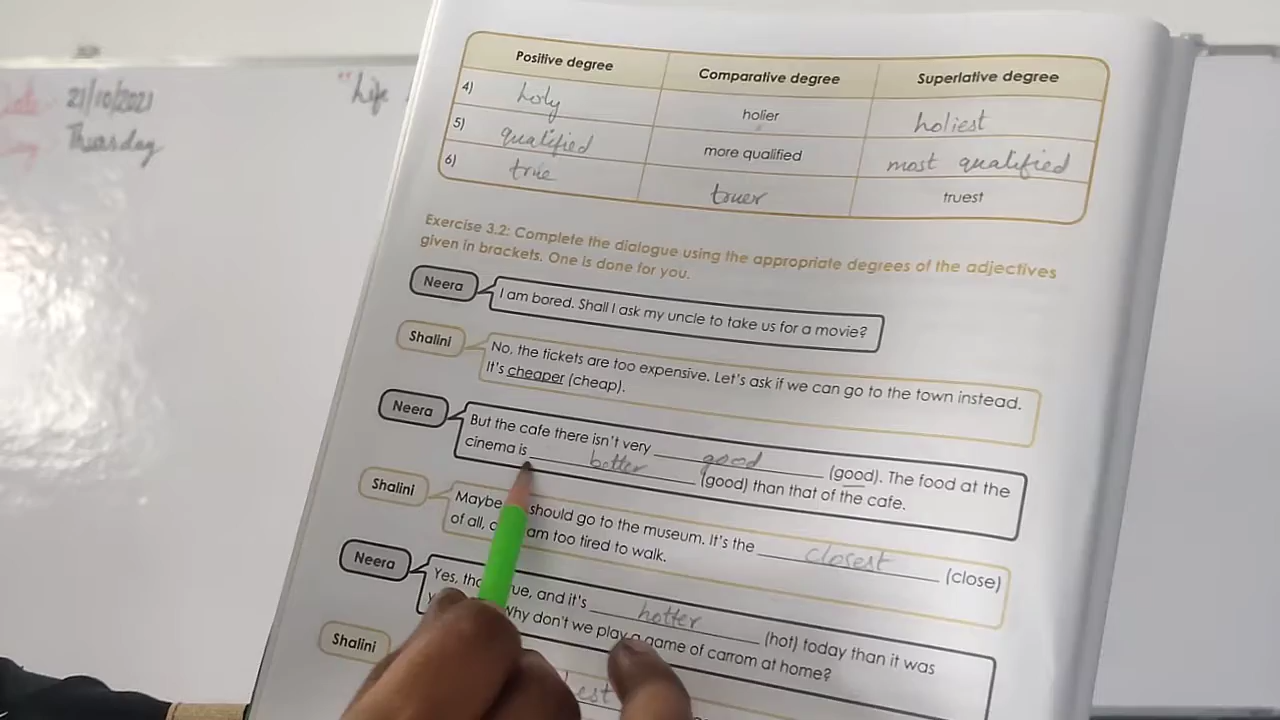 21/10/2021
Thursday
"Life
Positive degree Comparative degree Superlative degree
4) holy holier holiest
5) qualified more qualified most qualified
6) true truer truest
Exercise 3.2: Complete the dialogue using the appropriate degrees of the adjectives
given in brackets. One is done for you.
Neera I am bored. Shall I ask my uncle to take us for a movie?
Shalini No, the tickets are too expensive. Let's ask if we can go to the town instead.
It's cheaper (cheap).
Neera But the cafe there isn't very good (good). The food at the
cinema is better (good) than that of the cafe.
Shalini Maybe should go to the museum. It's the closest (close)
of all, am too tired to walk.
Neera Yes, and it's hotter (hot) today than it was
Why don't we play a game of carrom at home?
Shalini